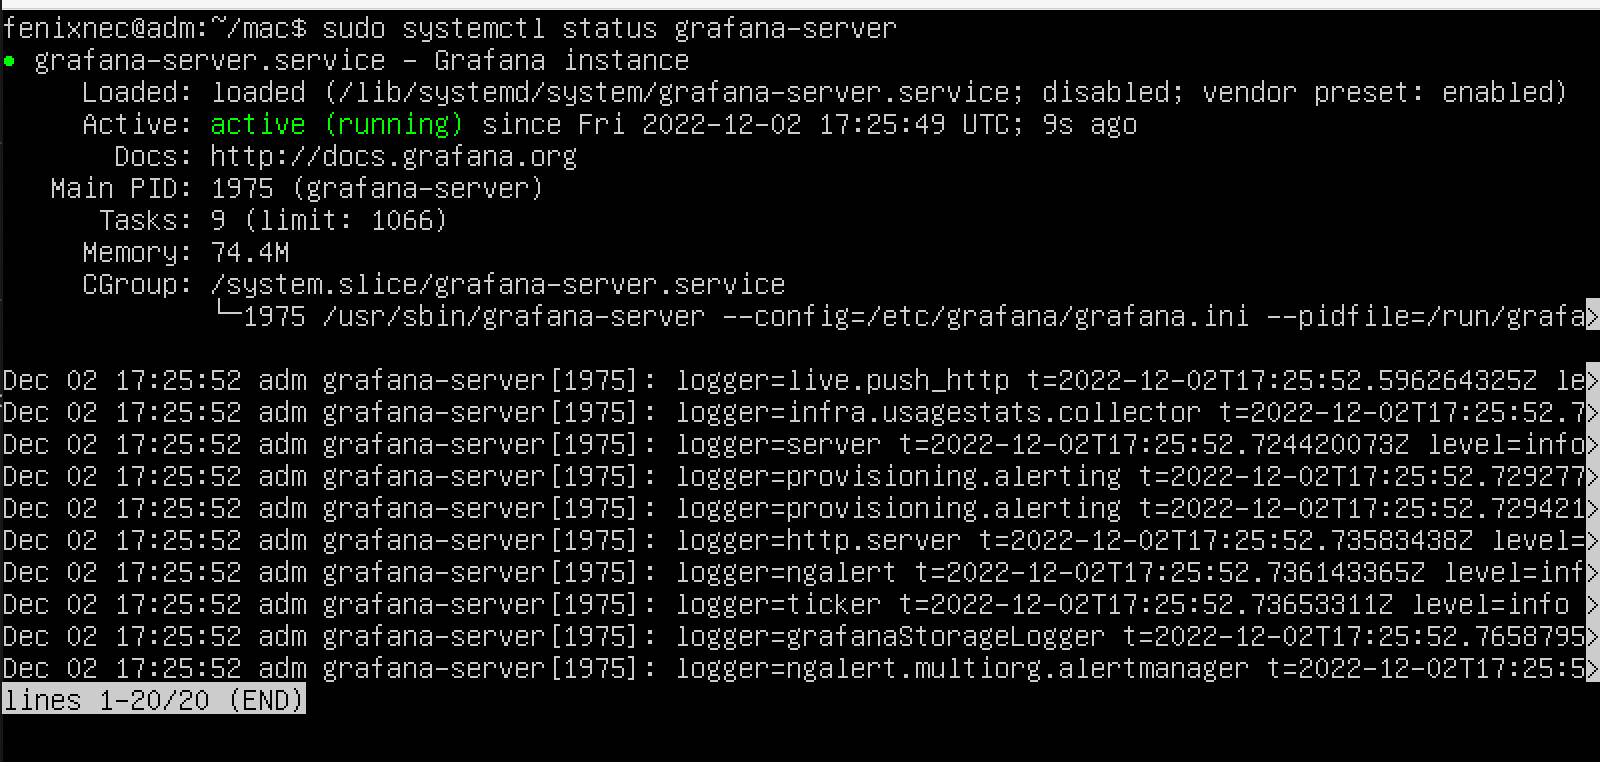 fenixnec@adm:~/mac$ sudo systemctl status grafana-server
● grafana-server.service - Grafana instance
     Loaded: loaded (/lib/systemd/system/grafana-server.service; disabled; vendor preset: enabled)
     Active: active (running) since Fri 2022-12-02 17:25:49 UTC; 9s ago
       Docs: http://docs.grafana.org
   Main PID: 1975 (grafana-server)
      Tasks: 9 (limit: 1066)
     Memory: 74.4M
     CGroup: /system.slice/grafana-server.service
             └─1975 /usr/sbin/grafana-server --config=/etc/grafana/grafana.ini --pidfile=/run/grafa>
Dec 02 17:25:52 adm grafana-server[1975]: logger=live.push_http t=2022-12-02T17:25:52.596264325Z le>
Dec 02 17:25:52 adm grafana-server[1975]: logger=infra.usagestats.collector t=2022-12-02T17:25:52.7>
Dec 02 17:25:52 adm grafana-server[1975]: logger=server t=2022-12-02T17:25:52.724420073Z level=info>
Dec 02 17:25:52 adm grafana-server[1975]: logger=provisioning.alerting t=2022-12-02T17:25:52.729277>
Dec 02 17:25:52 adm grafana-server[1975]: logger=provisioning.alerting t=2022-12-02T17:25:52.729421>
Dec 02 17:25:52 adm grafana-server[1975]: logger=http.server t=2022-12-02T17:25:52.73583438Z level=>
Dec 02 17:25:52 adm grafana-server[1975]: logger=ngalert t=2022-12-02T17:25:52.736143365Z level=inf>
Dec 02 17:25:52 adm grafana-server[1975]: logger=ticker t=2022-12-02T17:25:52.73653311Z level=info >
Dec 02 17:25:52 adm grafana-server[1975]: logger=grafanaStorageLogger t=2022-12-02T17:25:52.7658795>
Dec 02 17:25:52 adm grafana-server[1975]: logger=ngalert.multiorg.alertmanager t=2022-12-02T17:25:5>
lines 1-20/20 (END)